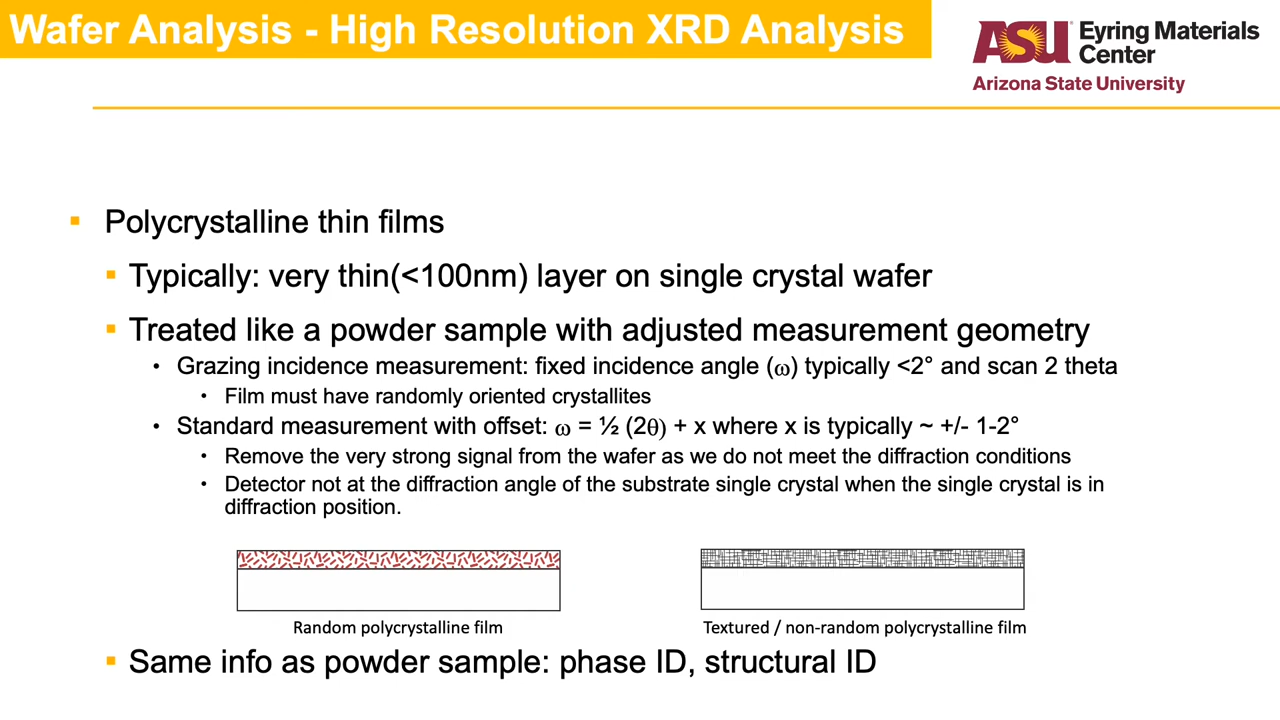 Wafer Analysis - High Resolution XRD Analysis
ASU Eyring Materials
Center
Arizona State University
▪ Polycrystalline thin films
▪ Typically: very thin(<100nm) layer on single crystal wafer
▪ Treated like a powder sample with adjusted measurement geometry
• Grazing incidence measurement: fixed incidence angle (ω) typically <2° and scan 2 theta
• Film must have randomly oriented crystallites
• Standard measurement with offset: ω = ½ (2θ) + x where x is typically ~ +/- 1-2°
• Remove the very strong signal from the wafer as we do not meet the diffraction conditions
• Detector not at the diffraction angle of the substrate single crystal when the single crystal is in
diffraction position.
Random polycrystalline film
Textured / non-random polycrystalline film
▪ Same info as powder sample: phase ID, structural ID